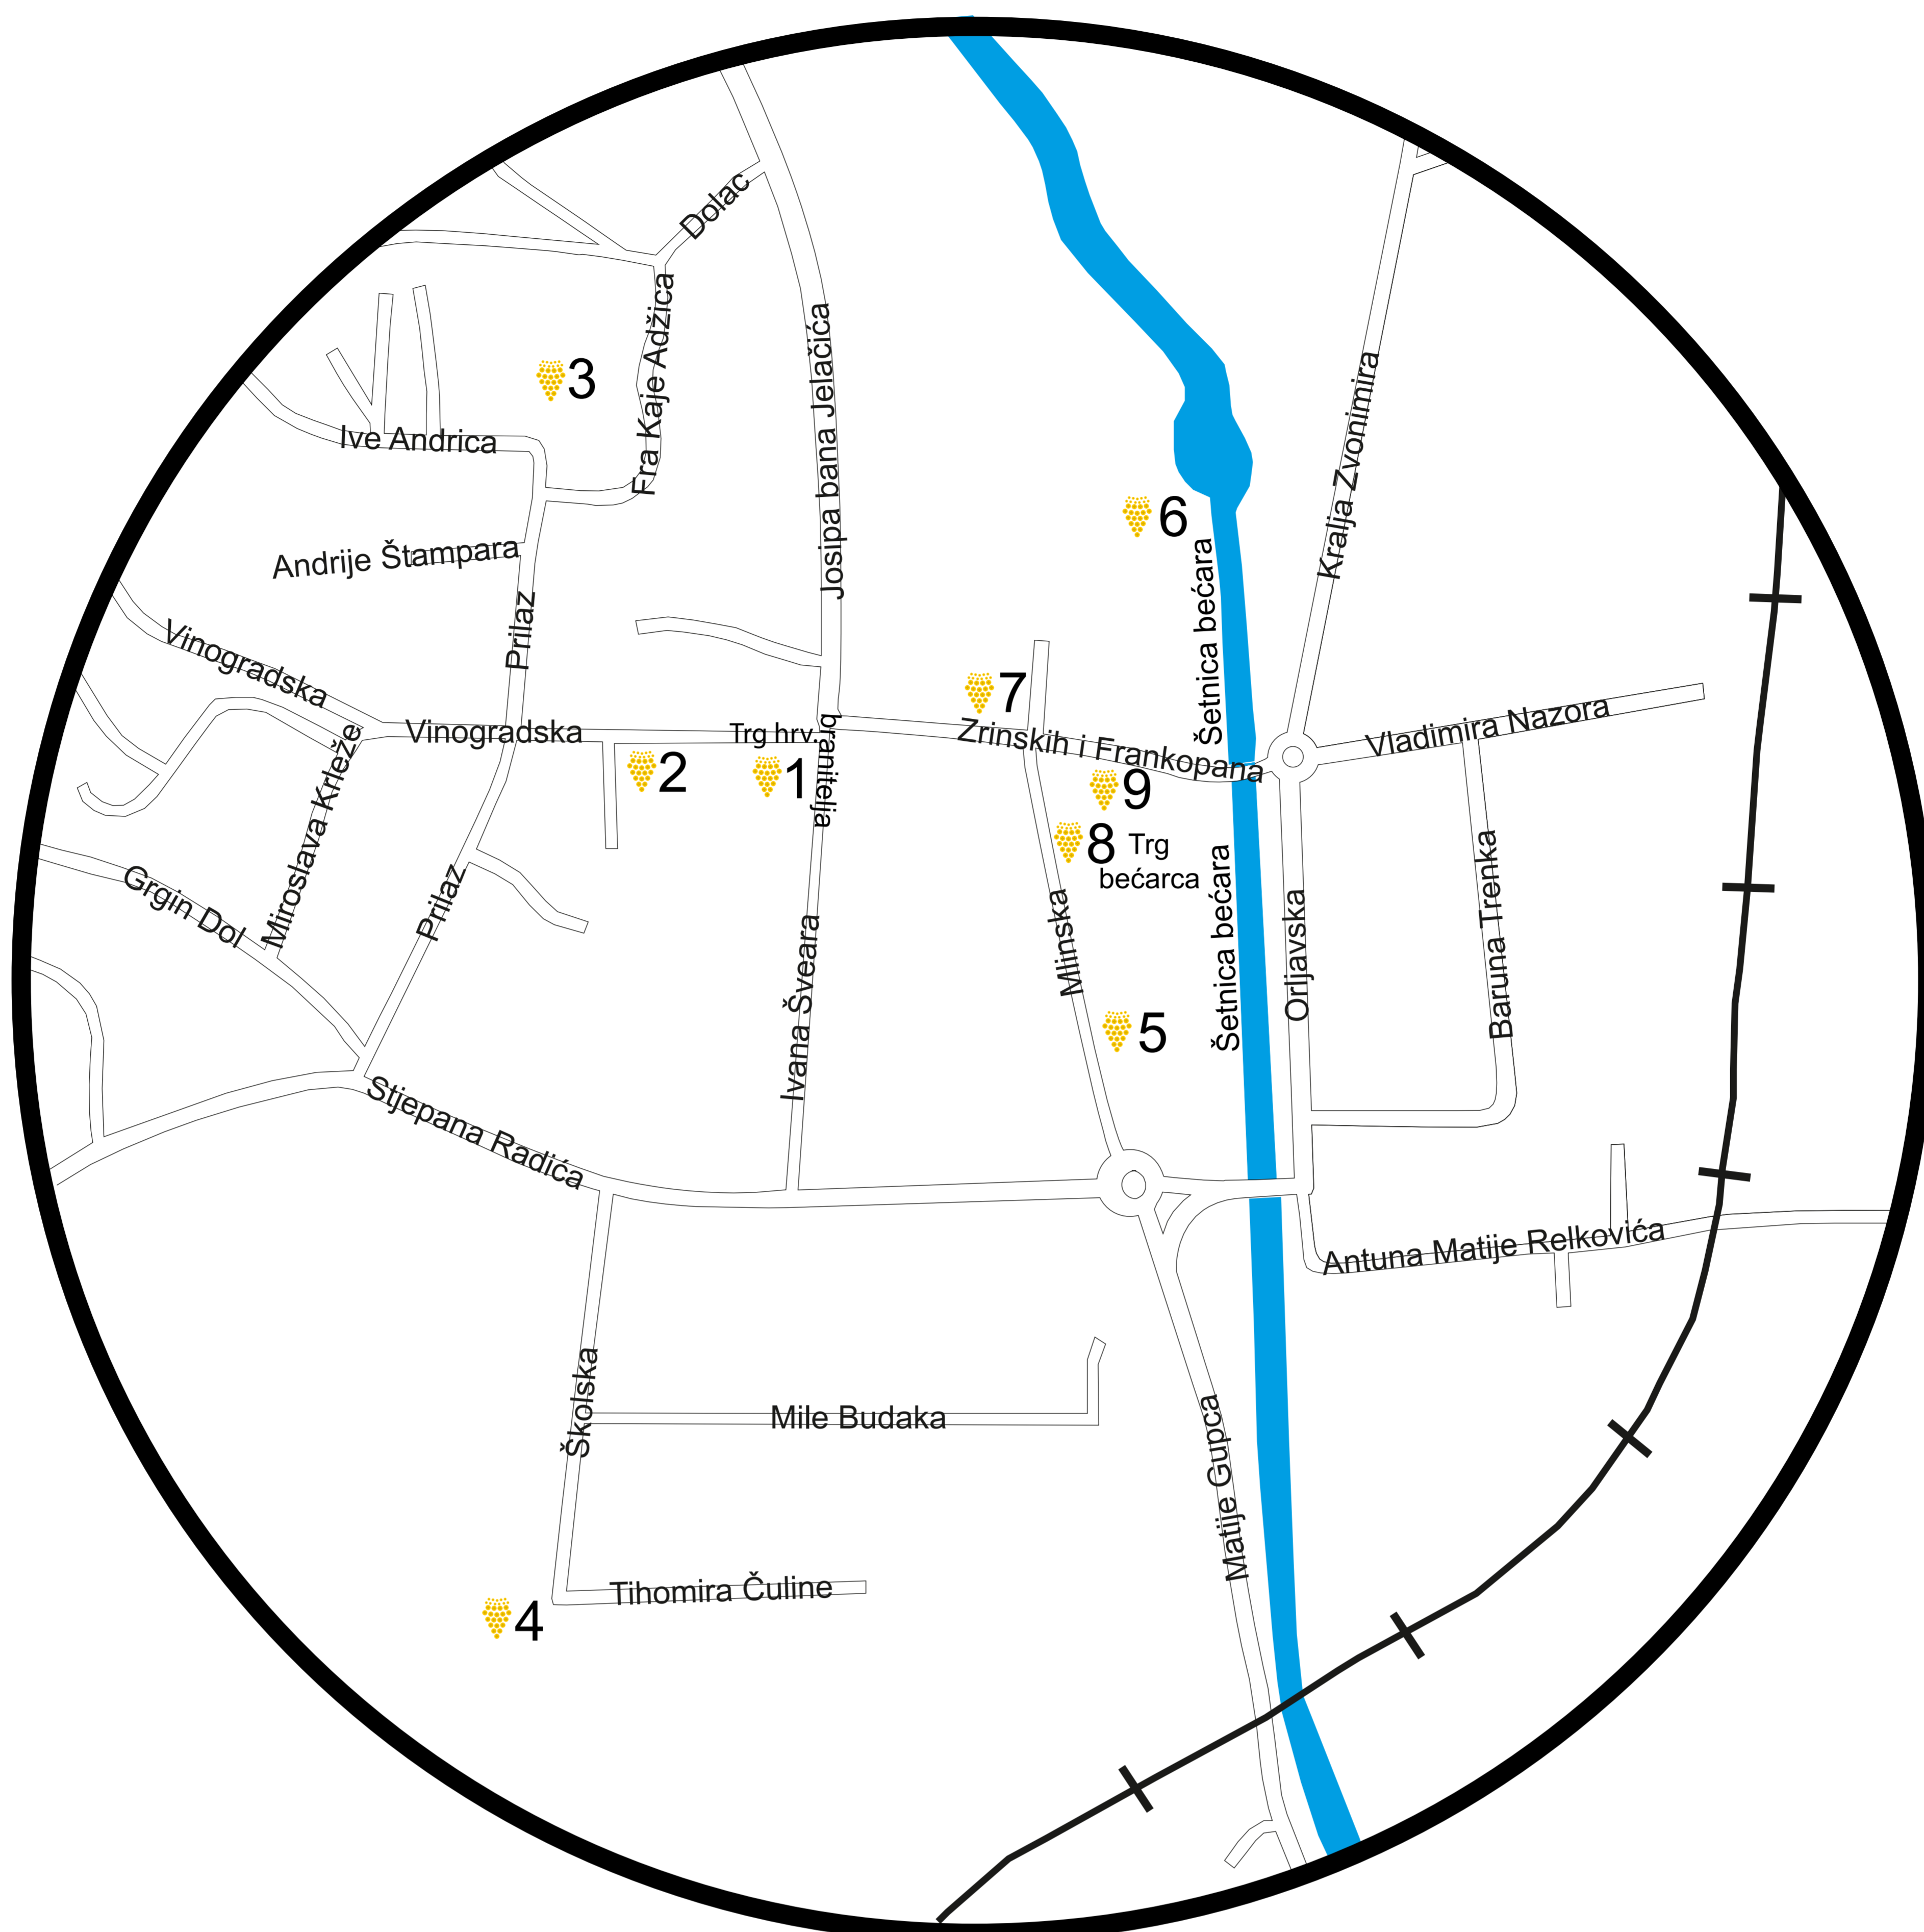 Dolac
Fra Kaje Adžića
Josipa bana Jelačića
Kralja Zvonimira
3
Ive Andrica
6
Andrije Štampara
Prilaz
Šetnica bećara
Vinogradska
7
Vinogradska
Trg hrv.
branitelja
Zrinskih i Frankopana
Vladimira Nazora
Miroslava Krleže
2
1
9
8
Trg
bećarca
Grgin Dol
Prilaz
Ivana Šveara
Mlinska
Šetnica bećara
Orljavska
Baruna Trenka
5
Stjepana Radića
Antuna Matije Relkovića
Školska
Mile Budaka
Matije Gupca
Tihomira Čuline
4